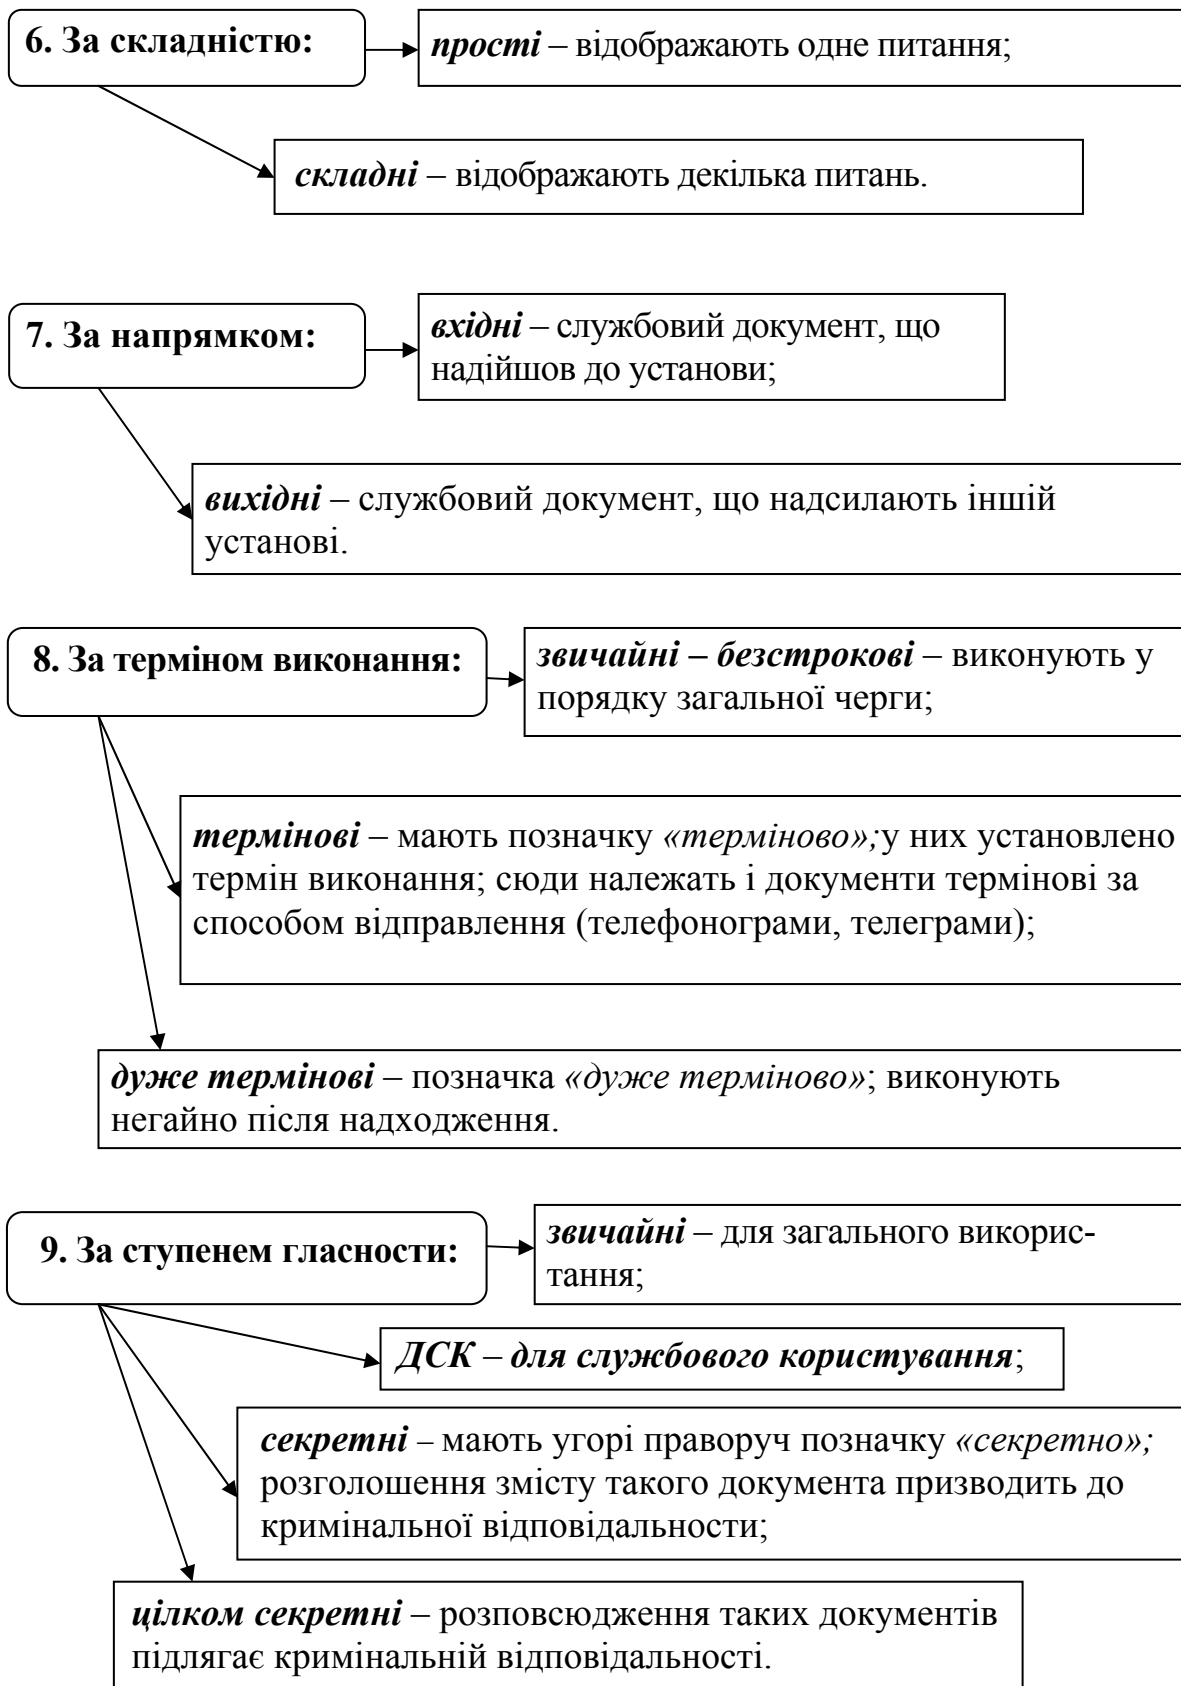 6. За складністю:
прості – відображають одне питання;
складні – відображають декілька питань.
7. За напрямком:
вхідні – службовий документ, що
надійшов до установи;
вихідні – службовий документ, що надсилають іншій
установі.
8. За терміном виконання:
звичайні – безстрокові – виконують у
порядку загальної черги;
термінові – мають позначку «терміново»;у них установлено
термін виконання; сюди належать і документи термінові за
способом відправлення (телефонограми, телеграми);
дуже термінові – позначка «дуже терміново»; виконують
негайно після надходження.
9. За ступенем гласности:
звичайні – для загального викорис-
тання;
ДСК – для службового користування;
секретні – мають угорі праворуч позначку «секретно»;
розголошення змісту такого документа призводить до
кримінальної відповідальности;
цілком секретні – розповсюдження таких документів
підлягає кримінальній відповідальності.